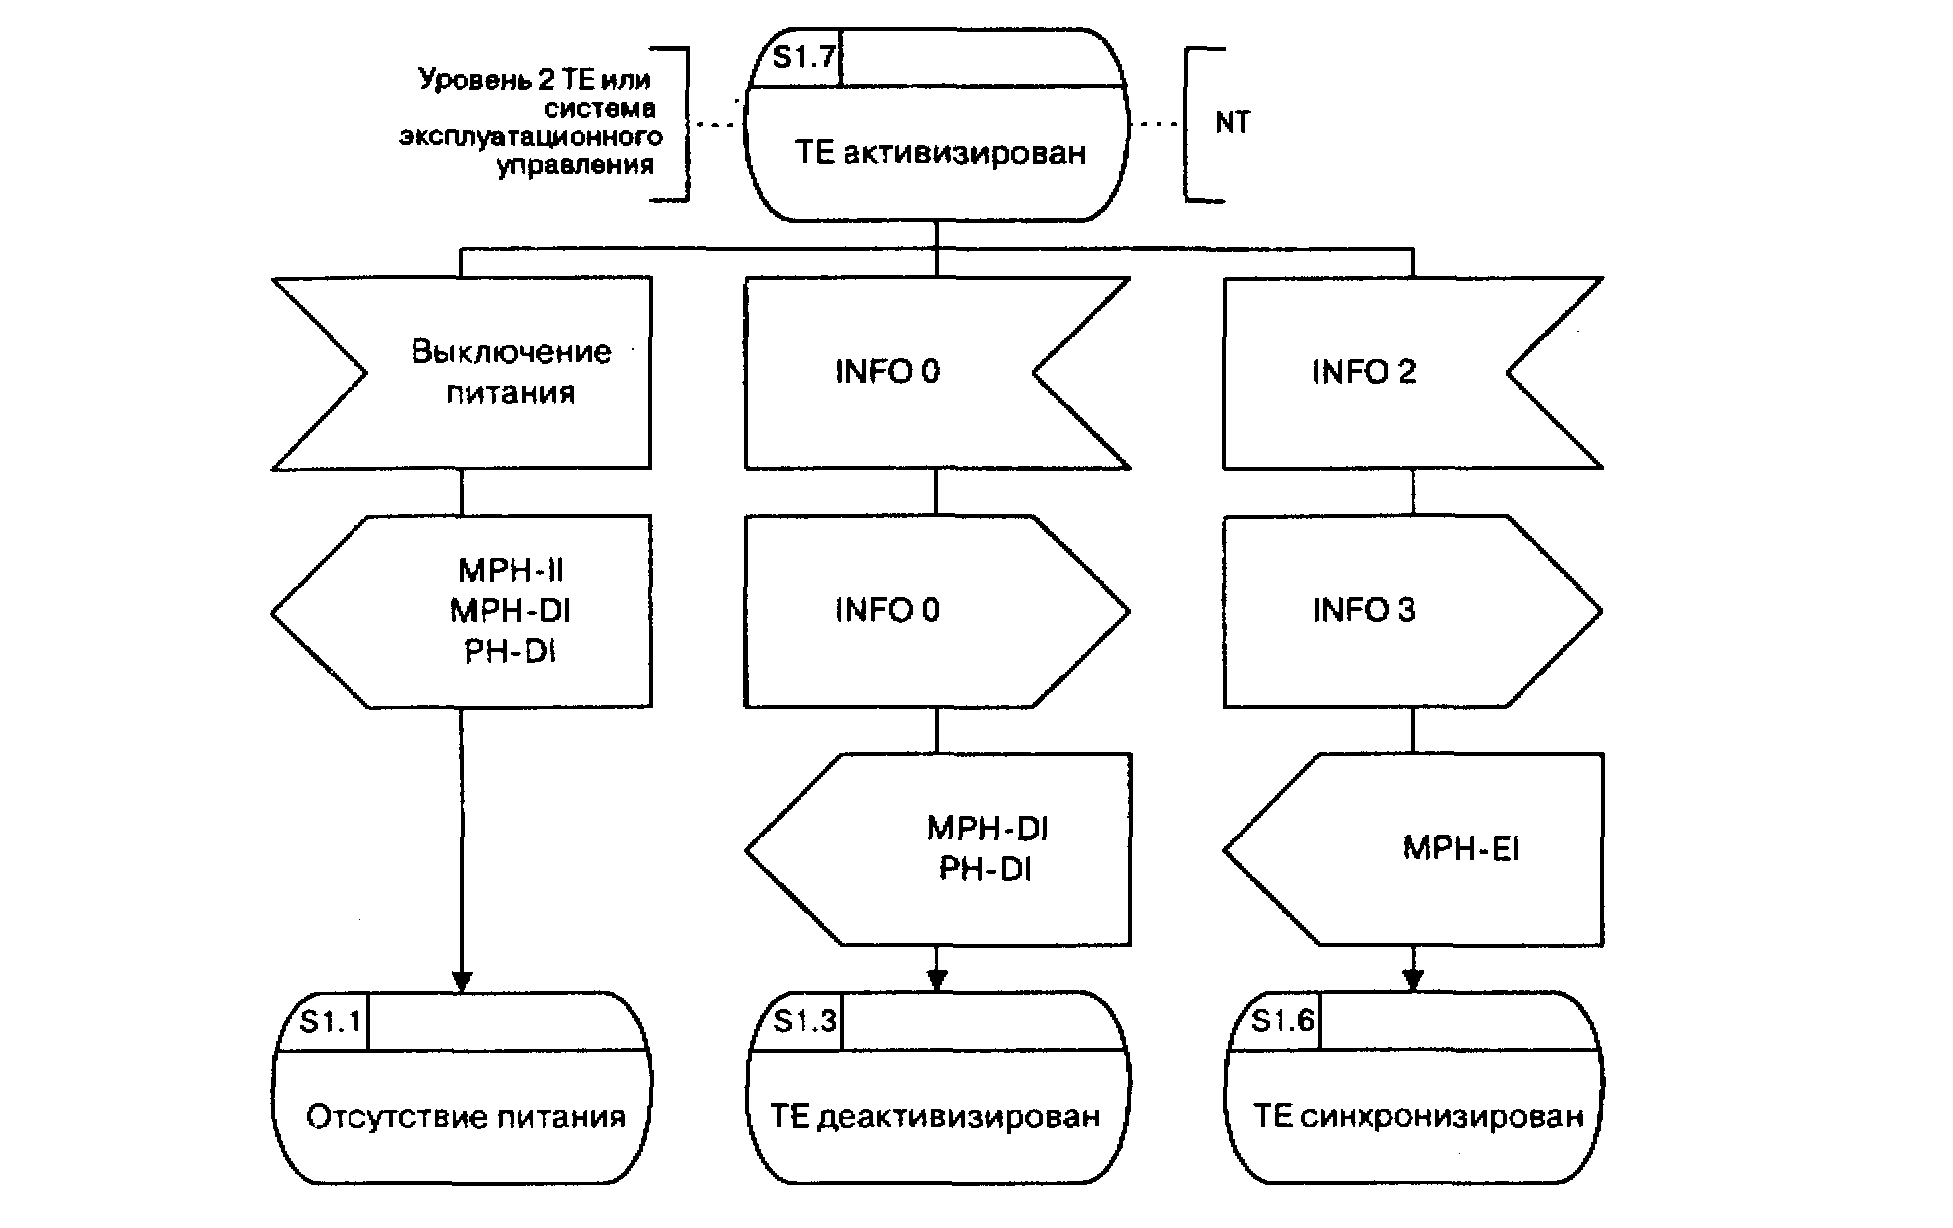 S1.7
Уровень 2 ТЕ или
система
эксплуатационного
управления
ТЕ активизирован
NT
Выключение
питания
INFO 0
INFO 2
MPH-II
MPH-DI
PH-DI
INFO 0
INFO 3
MPH-DI
PH-DI
MPH-EI
S1.1
Отсутствие питания
S1.3
ТЕ деактивизирован
S1.6
ТЕ синхронизирован